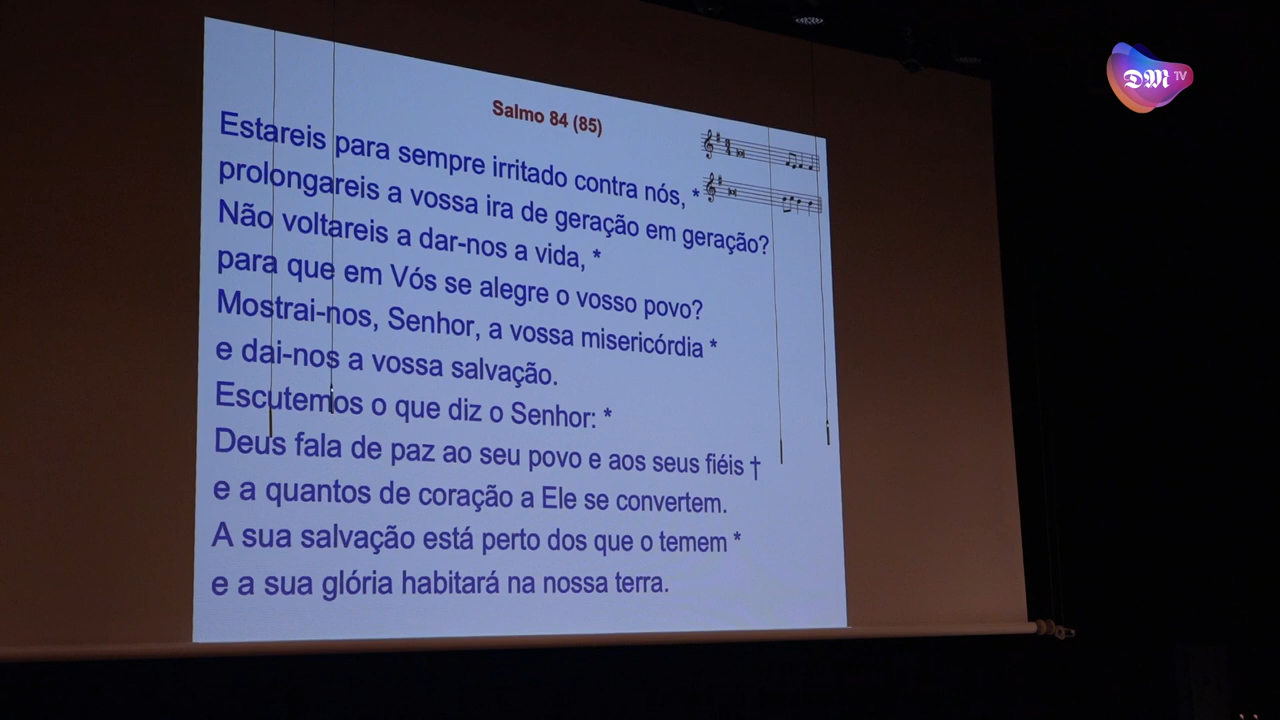 DM TV
Salmo 84 (85)
Estareis para sempre irritado contra nós, *
prolongareis a vossa ira de geração em geração?
Não voltareis a dar-nos a vida, *
para que em Vós se alegre o vosso povo?
Mostrai-nos, Senhor, a vossa misericórdia *
e dai-nos a vossa salvação.
Escutemos o que diz o Senhor: *
Deus fala de paz ao seu povo e aos seus fiéis †
e a quantos de coração a Ele se convertem.
A sua salvação está perto dos que o temem *
e a sua glória habitará na nossa terra.